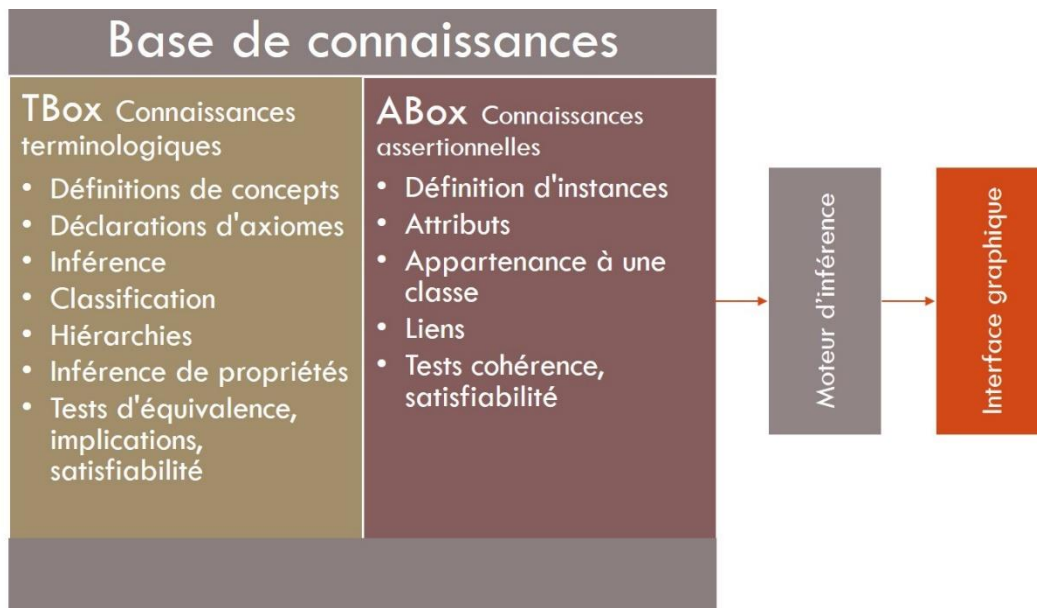 Base de connaissances
TBox Connaissances
terminologiques
• Définitions de concepts
• Déclarations d'axiomes
• Inférence
• Classification
• Hiérarchies
• Inférence de propriétés
• Tests d'équivalence,
implications,
satisfiabilité
ABox Connaissances
assertionnelles
• Définition d'instances
• Attributs
• Appartenance à une
classe
• Liens
• Tests cohérence,
satisfiabilité
Moteur d’inférence
Interface graphique